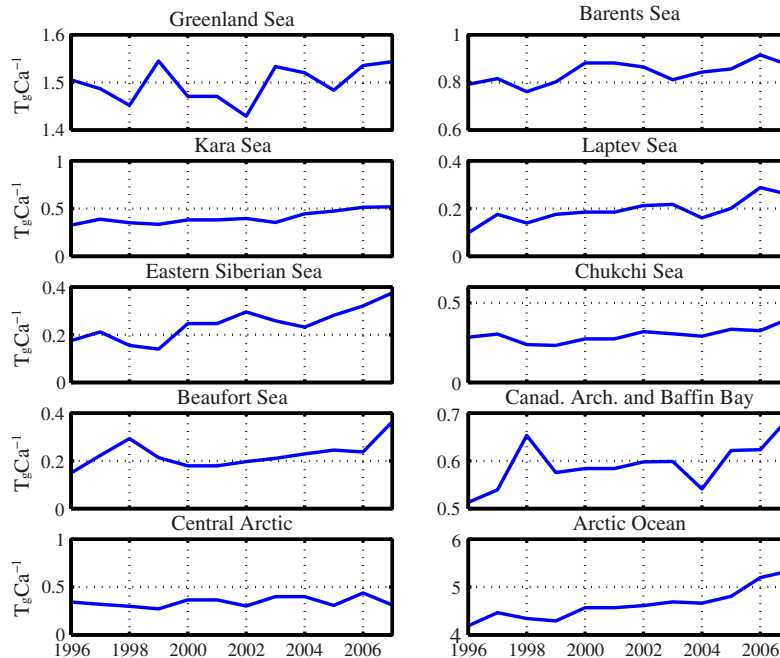 Greenland Sea Barents Sea
1.6 1
1.5 0.8
1.4 0.6
TgCa⁻¹
Kara Sea Laptev Sea
1 0.4
0.5 0.2
0 0
TgCa⁻¹
Eastern Siberian Sea Chukchi Sea
0.4
0.2 0.5
0 0
TgCa⁻¹
Beaufort Sea Canad. Arch. and Baffin Bay
0.4 0.7
0.2 0.6
0 0.5
TgCa⁻¹
Central Arctic Arctic Ocean
1 6
0.5 5
0 4
TgCa⁻¹
1996 1998 2000 2002 2004 2006 1996 1998 2000 2002 2004 2006